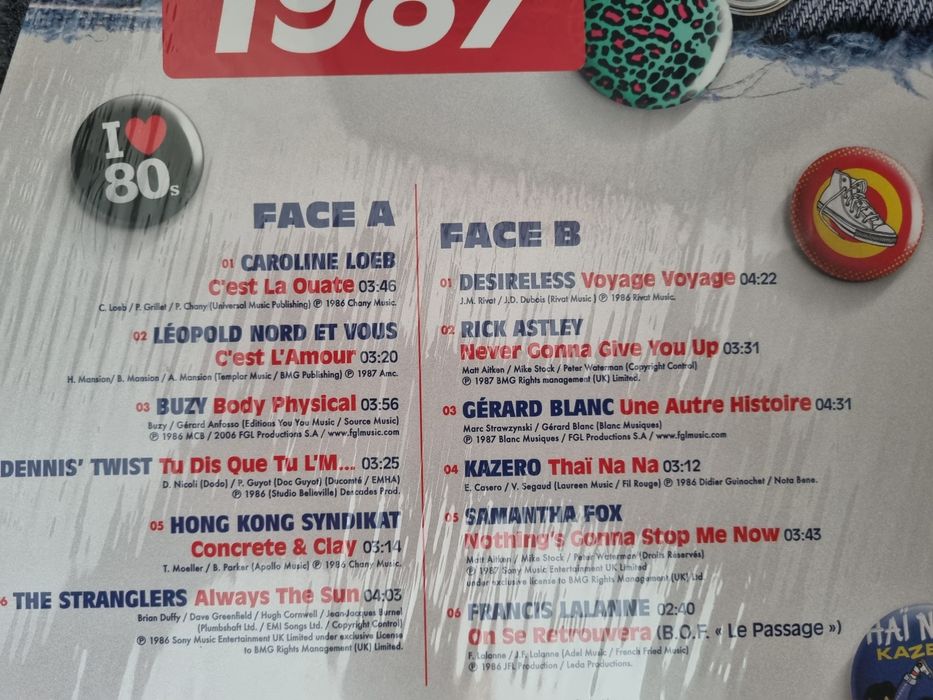 1987
I ❤ 80s
FACE A
01 CAROLINE LOEB
C'est La Ouate 03:46
C. Loeb / P. Grillet / P. Chany (Universal Music Publishing) ℗ 1986 Chany Music.
02 LÉOPOLD NORD ET VOUS
C'est L'Amour 03:20
H. Mansion/ B. Mansion / A. Mansion (Templar Music / BMG Publishing) ℗ 1987 Amc.
03 BUZY Body Physical 03:56
Buzy / Gérard Anfosso (Editions You You Music / Source Music)
℗ 1986 MCB / 2006 FGL Productions S.A / www.fglmusic.com
DENNIS' TWIST Tu Dis Que Tu L'M... 03:25
D. Nicoli (Dodo) / P. Guyot (Doc Guyot) (Ducomté / EMHA)
℗ 1986 (Studio Belleville) Descades Prod.
05 HONG KONG SYNDIKAT
Concrete & Clay 03:14
T. Moeller / B. Parker (Apollo Music) ℗ 1986 Chany Music.
6 THE STRANGLERS Always The Sun 04:03
Brian Duffy / Dave Greenfield / Hugh Cornwell / Jean-Jacques Burnel
(Plumbshaft Ltd. / EMI Songs Ltd. / Copyright Control)
℗ 1986 Sony Music Entertainment UK Limited under exclusive License
to BMG Rights Management (UK) Limited.
FACE B
01 DESIRELESS Voyage Voyage 04:22
J.M. Rivat / J.D. Dubois (Rivat Music) ℗ 1986 Rivat Music.
02 RICK ASTLEY
Never Gonna Give You Up 03:31
Matt Aitken / Mike Stock / Peter Waterman (Copyright Control)
℗ 1987 BMG Rights management (UK) Limited.
03 GÉRARD BLANC Une Autre Histoire 04:31
Marc Strawzynski / Gérard Blanc (Blanc Musiques)
℗ 1987 Blanc Musiques / FGL Productions S.A / www.fglmusic.com
04 KAZERO Thaï Na Na 03:12
E. Casero / V. Segaud (Laureen Music / Fil Rouge) ℗ 1986 Didier Guinochet / Nota Bene.
05 SAMANTHA FOX
Nothing's Gonna Stop Me Now 03:43
Matt Aitken / Mike Stock / Peter Waterman (Droits Réservés)
℗ 1987 Sony Music Entertainment UK Limited
under exclusive license to BMG Rights Management (UK) Ltd.
06 FRANCIS LALANNE 02:40
On Se Retrouvera (B.O.F. « Le Passage »)
F. Lalanne / J.F. Lalanne (Adel Music / French Fried Music)
℗ 1986 JFL Production / Leda Productions.
HAÏ N
KAZE